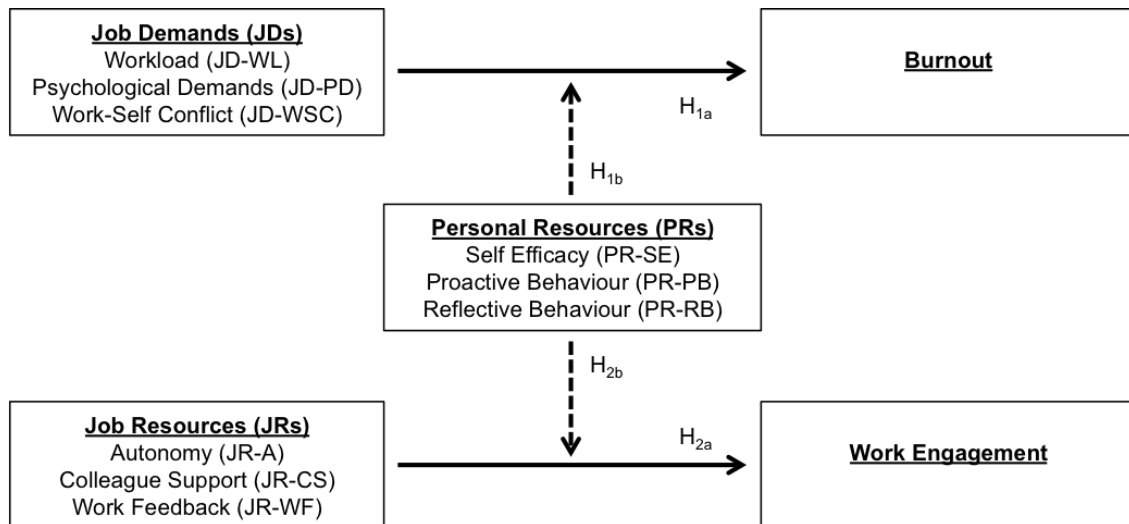 Job Demands (JDs)
Workload (JD-WL)
Psychological Demands (JD-PD)
Work-Self Conflict (JD-WSC)
Burnout
H1a
H1b
Personal Resources (PRs)
Self Efficacy (PR-SE)
Proactive Behaviour (PR-PB)
Reflective Behaviour (PR-RB)
H2b
Job Resources (JRs)
Autonomy (JR-A)
Colleague Support (JR-CS)
Work Feedback (JR-WF)
H2a
Work Engagement